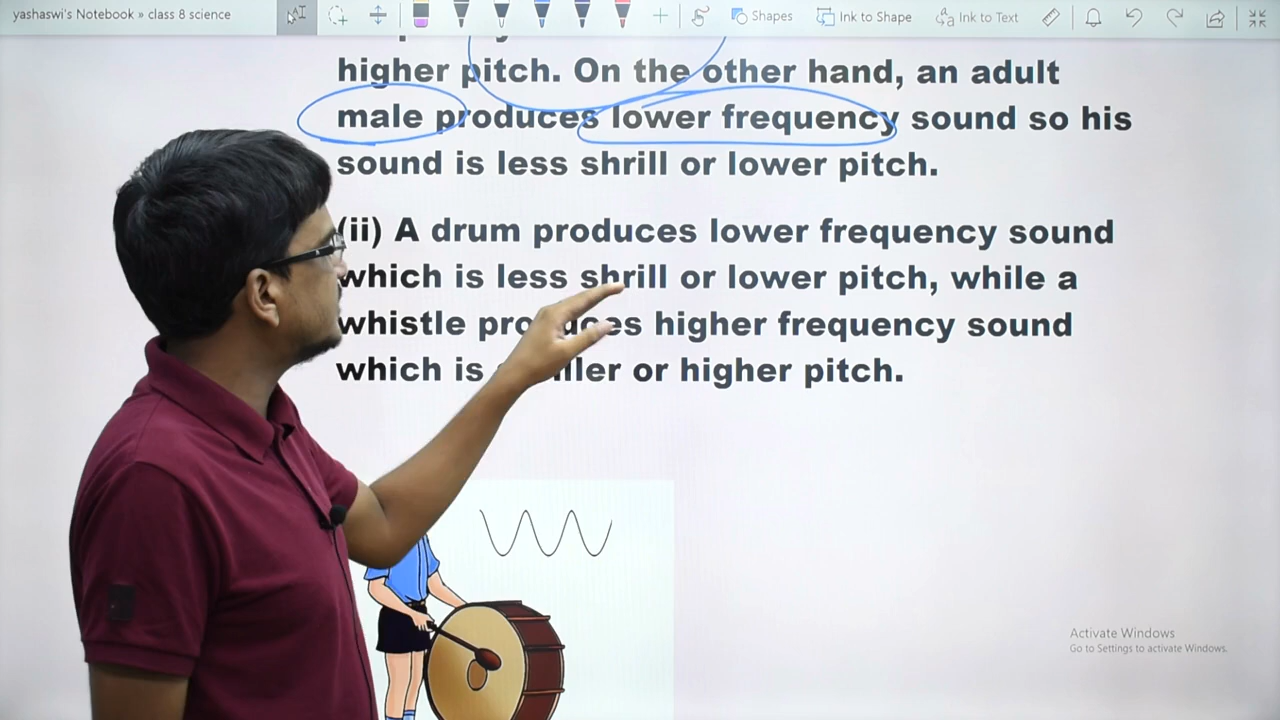 yashaswi's Notebook » class 8 science
Shapes
Ink to Shape
Ink to Text
higher pitch. On the other hand, an adult
male produces lower frequency sound so his
sound is less shrill or lower pitch.
(ii) A drum produces lower frequency sound
which is less shrill or lower pitch, while a
whistle produces higher frequency sound
which is shriller or higher pitch.
Activate Windows
Go to Settings to activate Windows.